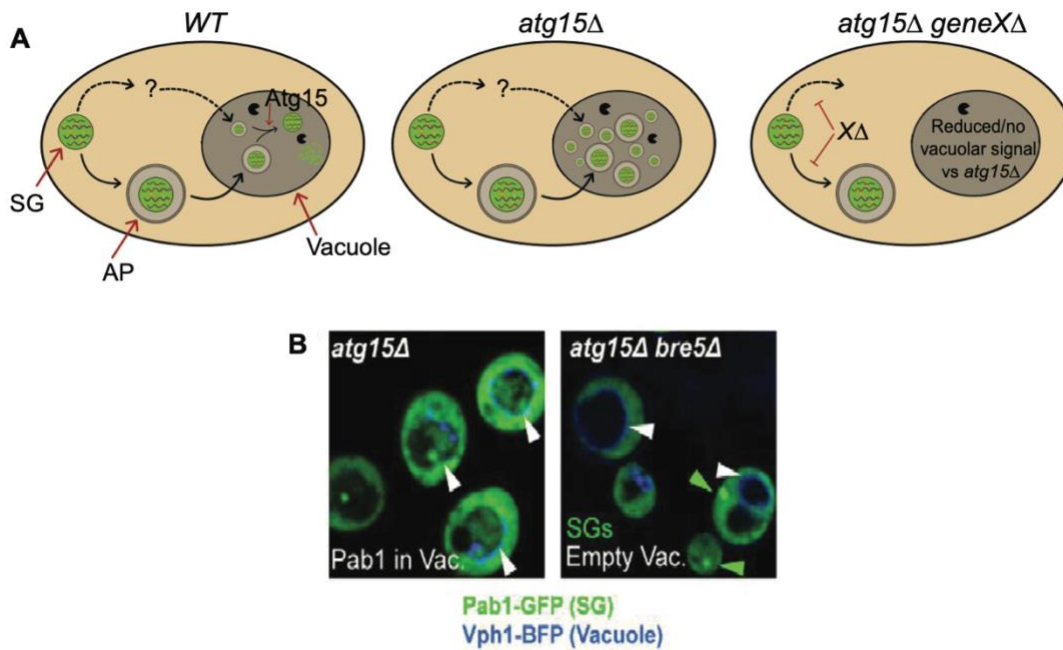 A
WT
atg15Δ
atg15Δ geneXΔ
?
Atg15
?
XΔ
Reduced/no
vacuolar signal
vs atg15Δ
SG
AP
Vacuole
B
atg15Δ
atg15Δ bre5Δ
Pab1 in Vac.
SGs
Empty Vac.
Pab1-GFP (SG)
Vph1-BFP (Vacuole)